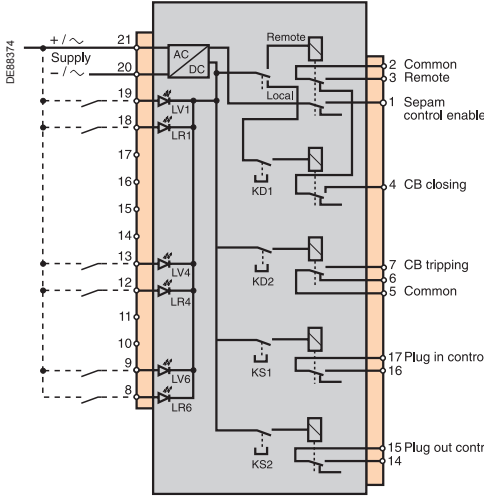 DE88374
+ / ~
Supply
− / ~
21
20
19
18
17
16
15
14
13
12
11
10
9
8
AC
DC
LV1
LR1
LV4
LR4
LV6
LR6
Remote
Local
KD1
KD2
KS1
KS2
2 Common
3 Remote
1 Sepam
control enable
4 CB closing
7 CB tripping
6
5 Common
17 Plug in contro
16
15 Plug out contr
14